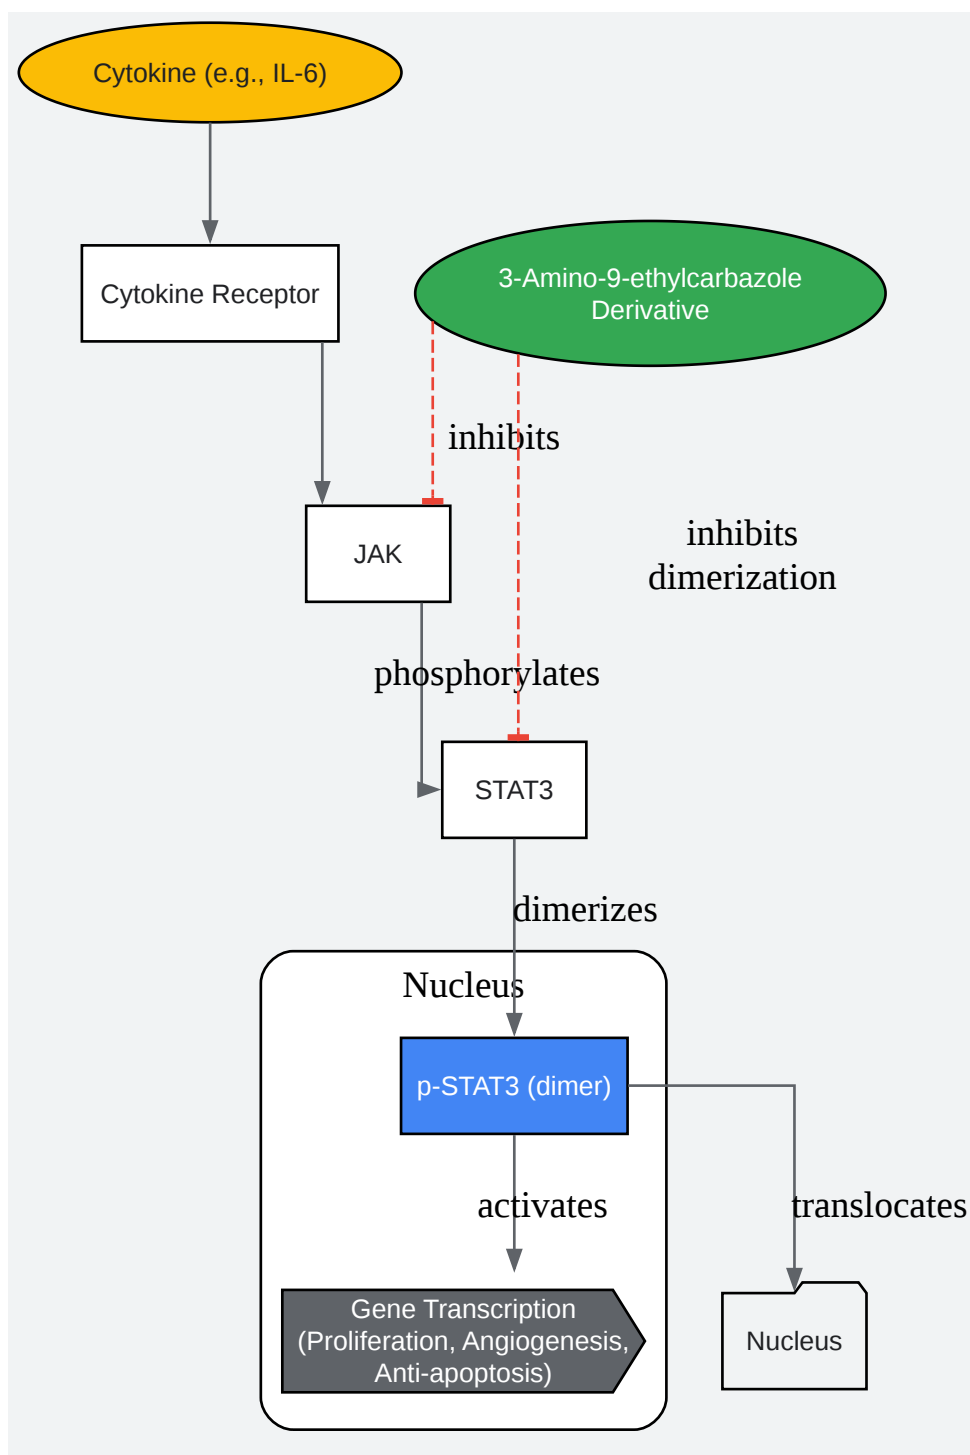 Cytokine (e.g., IL-6)
3-Amino-9-ethylcarbazole
Derivative
Cytokine Receptor
inhibits
inhibits
dimerization
JAK
phosphorylates
STAT3
dimerizes
Nucleus
p-STAT3 (dimer)
activates
translocates
Gene Transcription
(Proliferation, Angiogenesis,
Anti-apoptosis)
Nucleus